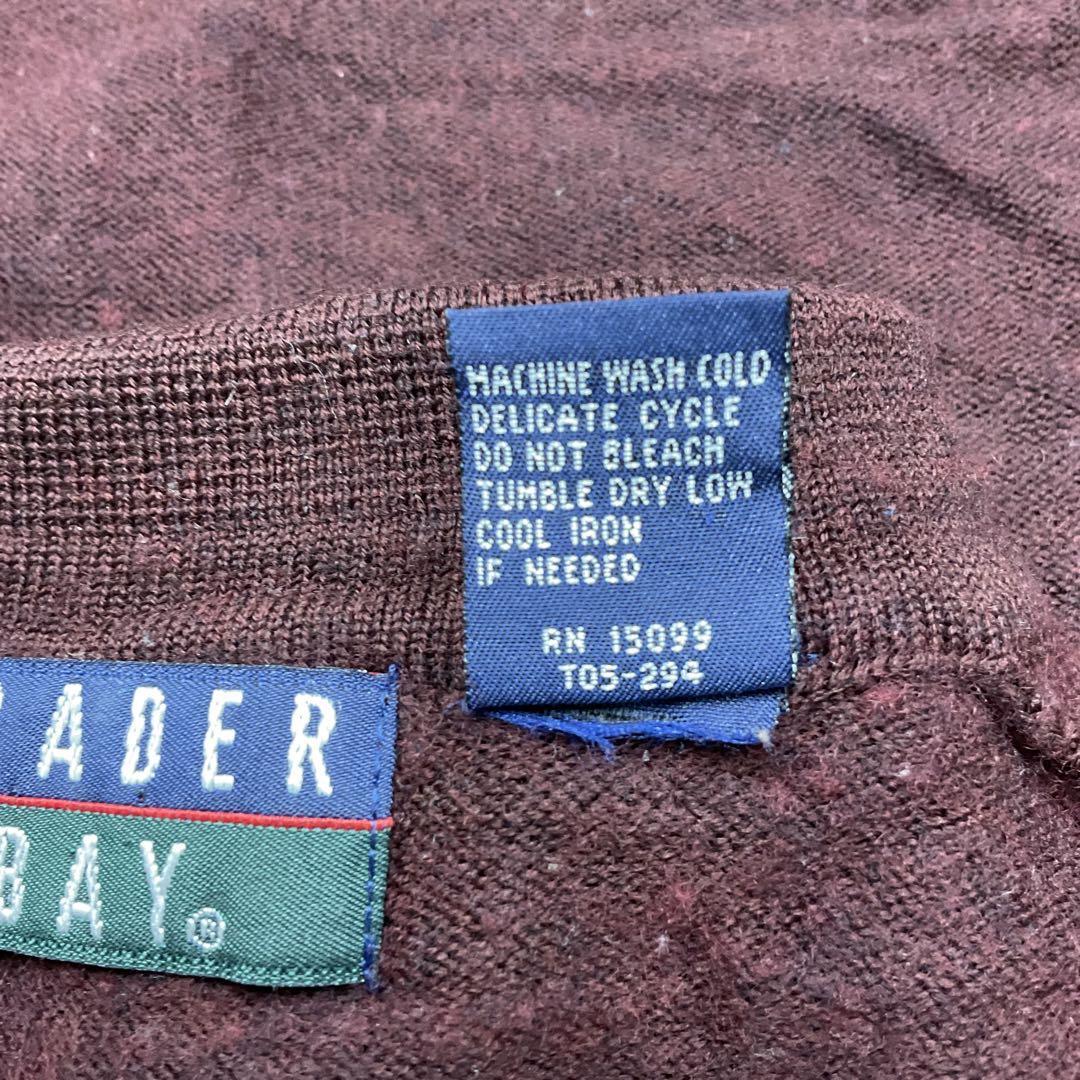 MACHINE WASH COLD
DELICATE CYCLE
DO NOT BLEACH
TUMBLE DRY LOW
COOL IRON
IF NEEDED
RN 15099
T05-294
RADER
BAY®